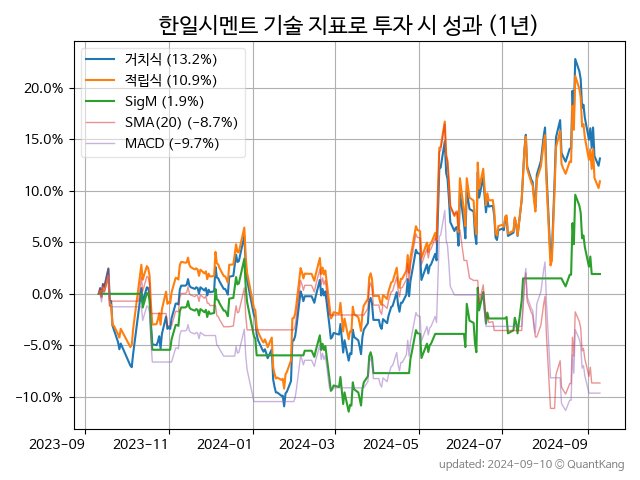 한일시멘트 기술 지표로 투자 시 성과 (1년)
거치식 (13.2%)
적립식 (10.9%)
SigM (1.9%)
SMA(20) (−8.7%)
MACD (−9.7%)
20.0%
15.0%
10.0%
5.0%
0.0%
−5.0%
−10.0%
2023-09 2023-11 2024-01 2024-03 2024-05 2024-07 2024-09
updated: 2024-09-10 © QuantKang